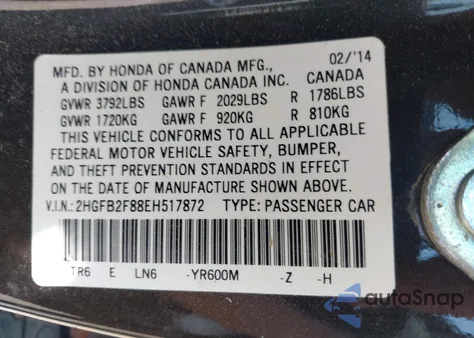 MFD. BY HONDA OF CANADA MFG., 02/'14
A DIVISION OF HONDA CANADA INC. CANADA
GVWR 3792LBS GAWR F 2029LBS R 1786LBS
GVWR 1720KG GAWR F 920KG R 810KG
THIS VEHICLE CONFORMS TO ALL APPLICABLE
FEDERAL MOTOR VEHICLE SAFETY, BUMPER,
AND THEFT PREVENTION STANDARDS IN EFFECT
ON THE DATE OF MANUFACTURE SHOWN ABOVE.
V.I.N.: 2HGFB2F88EH517872 TYPE: PASSENGER CAR
TR6 E LN6 -YR600M -Z -H
autoSnap